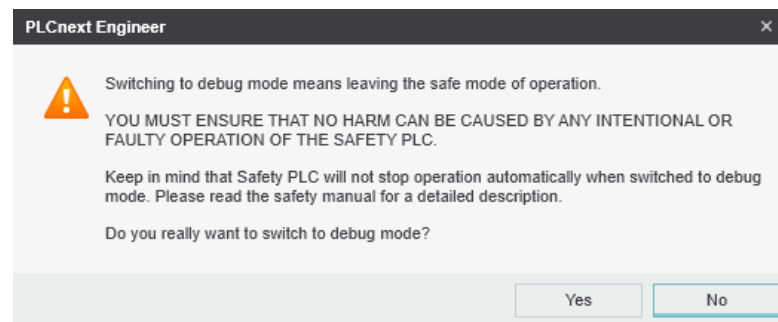 PLCnext Engineer
Switching to debug mode means leaving the safe mode of operation.
YOU MUST ENSURE THAT NO HARM CAN BE CAUSED BY ANY INTENTIONAL OR
FAULTY OPERATION OF THE SAFETY PLC.
Keep in mind that Safety PLC will not stop operation automatically when switched to debug
mode. Please read the safety manual for a detailed description.
Do you really want to switch to debug mode?
Yes No